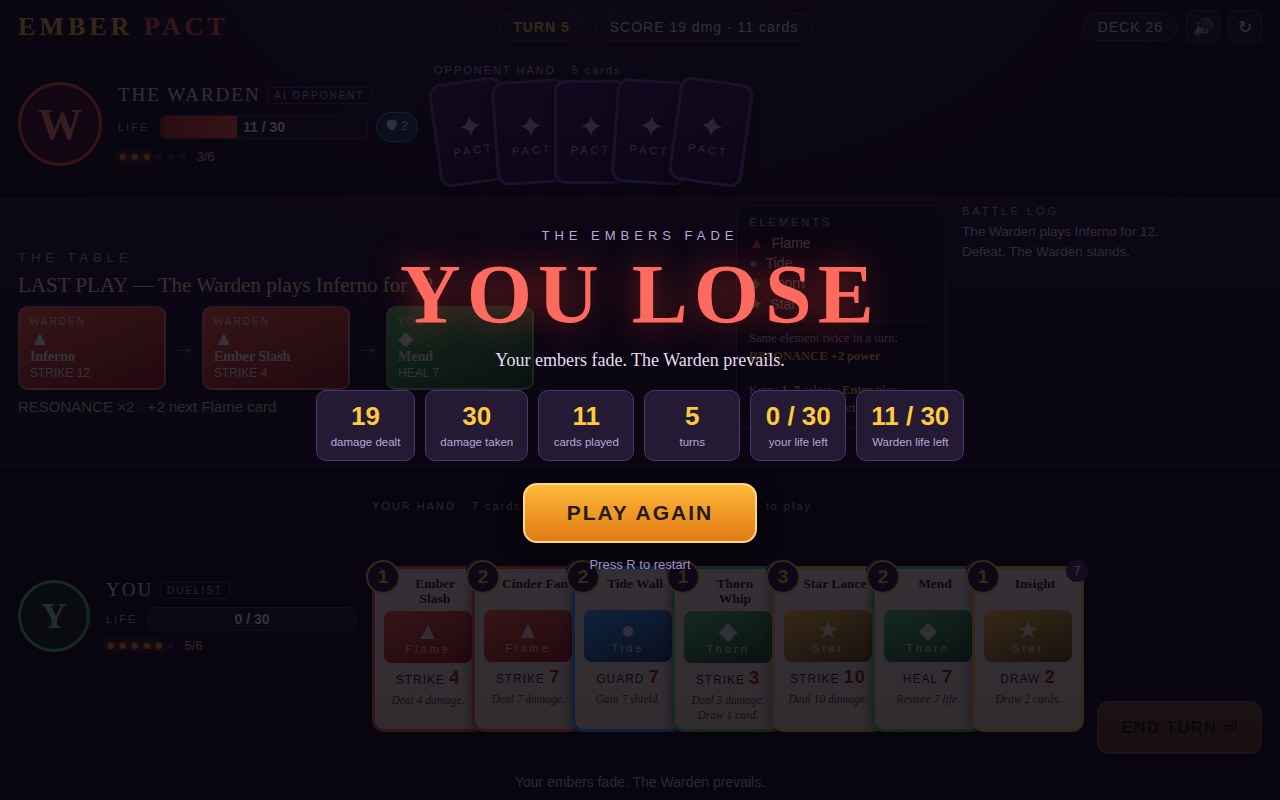 EMBER PACT
TURN 5
SCORE 19 dmg · 11 cards
DECK 26
OPPONENT HAND · 5 cards
W
THE WARDEN
AI OPPONENT
LIFE
11 / 30
2
3/6
PACT
PACT
PACT
PACT
PACT
THE TABLE
LAST PLAY — The Warden plays Inferno for
WARDEN
Inferno
STRIKE 12
→
WARDEN
Ember Slash
STRIKE 4
→
Mend
HEAL 7
RESONANCE ×2 · +2 next Flame card
ELEMENTS
Flame
Tide
Thorn
Star
Same element twice in a turn:
RESONANCE +2 power
BATTLE LOG
The Warden plays Inferno for 12.
Defeat. The Warden stands.
THE EMBERS FADE
YOU LOSE
Your embers fade. The Warden prevails.
19
damage dealt
30
damage taken
11
cards played
5
turns
0 / 30
your life left
11 / 30
Warden life left
PLAY AGAIN
Press R to restart
YOUR HAND · 7 cards
to play
Y
YOU
DUELIST
LIFE
0 / 30
5/6
1
Ember
Slash
Flame
STRIKE 4
Deal 4 damage.
2
Cinder Fan
Flame
STRIKE 7
Deal 7 damage.
2
Tide Wall
Tide
GUARD 7
Gain 7 shield.
1
Thorn
Whip
Thorn
STRIKE 3
Deal 3 damage.
Draw 1 card.
3
Star Lance
Star
STRIKE 10
Deal 10 damage.
2
Mend
Thorn
HEAL 7
Restore 7 life.
1
Insight
7
Star
DRAW 2
Draw 2 cards.
END TURN ⏎
Your embers fade. The Warden prevails.